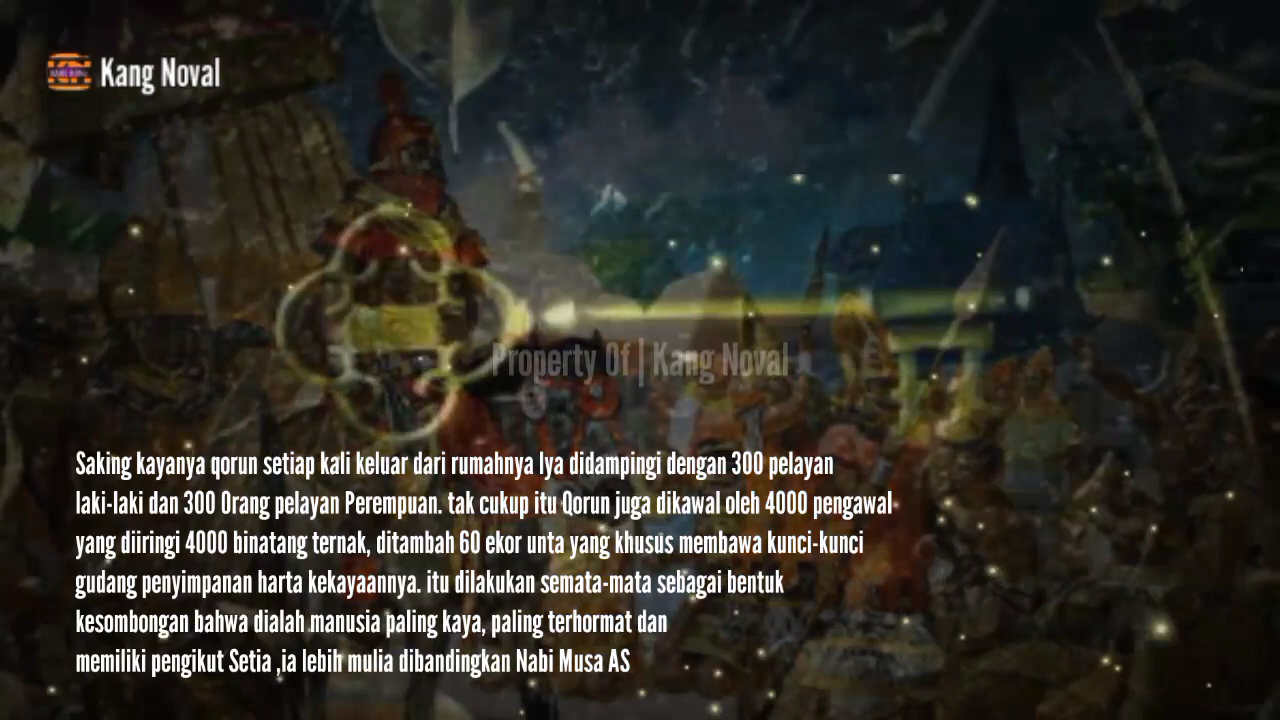 Kang Noval
Property Of | Kang Noval
Saking kayanya qorun setiap kali keluar dari rumahnya Iya didampingi dengan 300 pelayan
laki-laki dan 300 Orang pelayan Perempuan. tak cukup itu Qorun juga dikawal oleh 4000 pengawal
yang diiringi 4000 binatang ternak, ditambah 60 ekor unta yang khusus membawa kunci-kunci
gudang penyimpanan harta kekayaannya. itu dilakukan semata-mata sebagai bentuk
kesombongan bahwa dialah manusia paling kaya, paling terhormat dan
memiliki pengikut Setia ,ia lebih mulia dibandingkan Nabi Musa AS